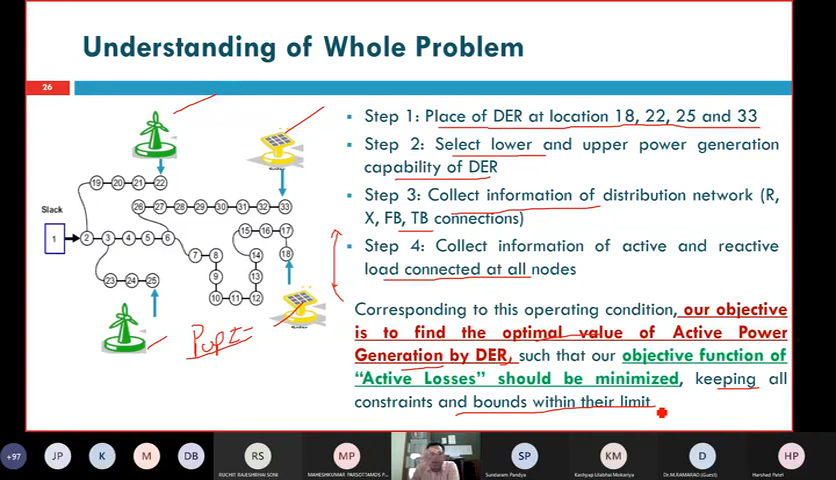 Understanding of Whole Problem
26
Step 1: Place of DER at location 18, 22, 25 and 33
Step 2: Select lower and upper power generation
capability of DER
Step 3: Collect information of distribution network (R,
X, FB, TB connections)
Step 4: Collect information of active and reactive
load connected at all nodes
Corresponding to this operating condition, our objective
is to find the optimal value of Active Power
Generation by DER, such that our objective function of
"Active Losses" should be minimized, keeping all
constraints and bounds within their limit
19 20 21 22
26 27 28 29 30 31 32 33
Slack
1 2 3 4 5 6
15 16 17
7 8 14 18
9 13
23 24 25
10 11 12
+97 JP K M DB RS MP SP KM D HP
RUCHIT RAJESHBHAI SONI
MAHESHKUMAR PARSOTTAMDS P...
Sundaram Pandya
Kashyap Ulabhai Mokariya
Dr.M.RAMARAO (Guest)
Harshad Patel